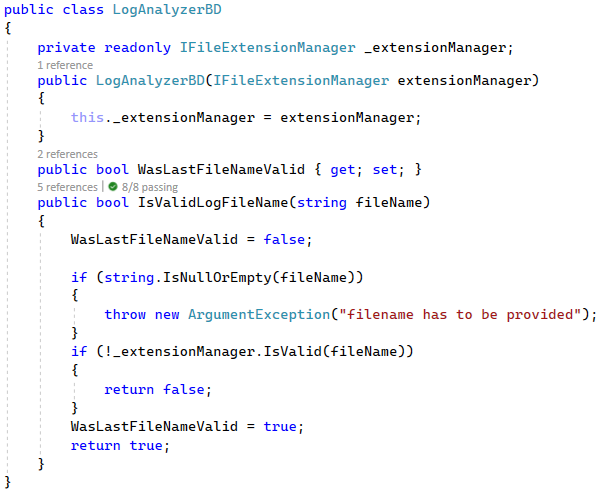 public class LogAnalyzerBD
{
    private readonly IFileExtensionManager _extensionManager;
    1 reference
    public LogAnalyzerBD(IFileExtensionManager extensionManager)
    {
        this._extensionManager = extensionManager;
    }
    2 references
    public bool WasLastFileNameValid { get; set; }
    5 references | 8/8 passing
    public bool IsValidLogFileName(string fileName)
    {
        WasLastFileNameValid = false;

        if (string.IsNullOrEmpty(fileName))
        {
            throw new ArgumentException("filename has to be provided");
        }
        if (!_extensionManager.IsValid(fileName))
        {
            return false;
        }
        WasLastFileNameValid = true;
        return true;
    }
}